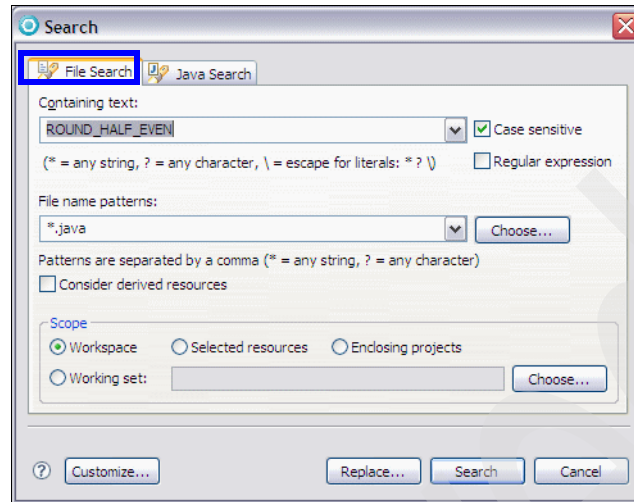 Search
File Search Java Search
Containing text:
ROUND_HALF_EVEN Case sensitive
(* = any string, ? = any character, \ = escape for literals: * ? \) Regular expression
File name patterns:
*.java Choose...
Patterns are separated by a comma (* = any string, ? = any character)
Consider derived resources
Scope
Workspace Selected resources Enclosing projects
Working set: Choose...
? Customize... Replace... Search Cancel